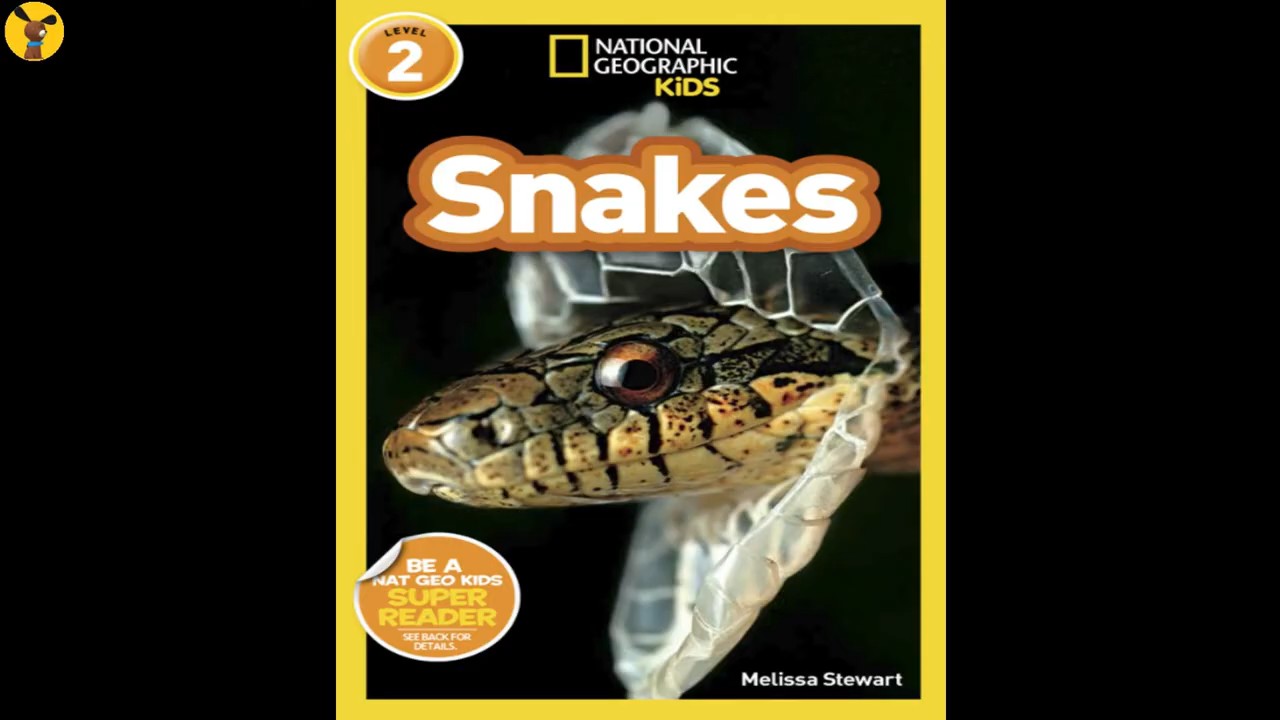 LEVEL
2
NATIONAL
GEOGRAPHIC
KiDS
Snakes
BE A
NAT GEO KIDS
SUPER
READER
SEE BACK FOR
DETAILS.
Melissa Stewart